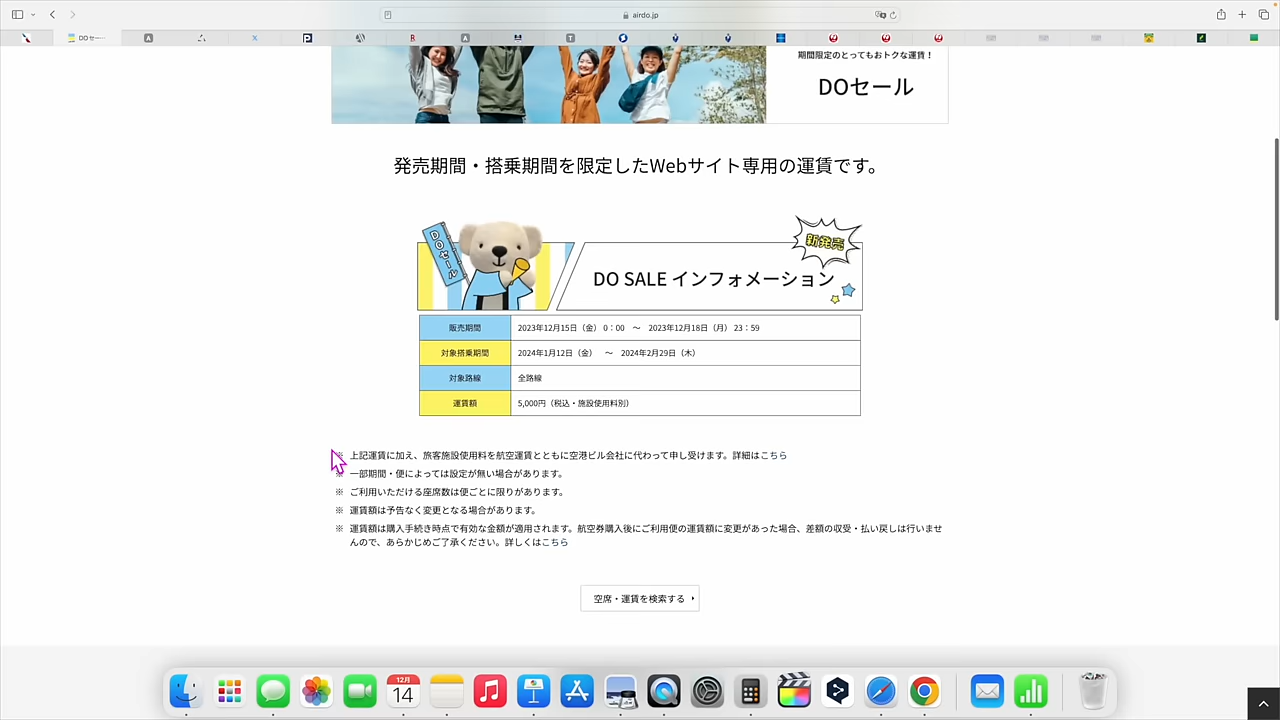 airdo.jp
DOセー…
期間限定のとってもおトクな運賃！
DOセール
発売期間・搭乗期間を限定したWebサイト専用の運賃です。
DOセール
新発売
DO SALE インフォメーション
販売期間 2023年12月15日（金） 0：00　～　2023年12月18日（月） 23：59
対象搭乗期間 2024年1月12日（金）　～　2024年2月29日（木）
対象路線 全路線
運賃額 5,000円（税込・施設使用料別）
※ 上記運賃に加え、旅客施設使用料を航空運賃とともに空港ビル会社に代わって申し受けます。詳細はこちら
※ 一部期間・便によっては設定が無い場合があります。
※ ご利用いただける座席数は便ごとに限りがあります。
※ 運賃額は予告なく変更となる場合があります。
※ 運賃額は購入手続き時点で有効な金額が適用されます。航空券購入後にご利用便の運賃額に変更があった場合、差額の収受・払い戻しは行いませ
んので、あらかじめご了承ください。詳しくはこちら
空席・運賃を検索する
12月
14